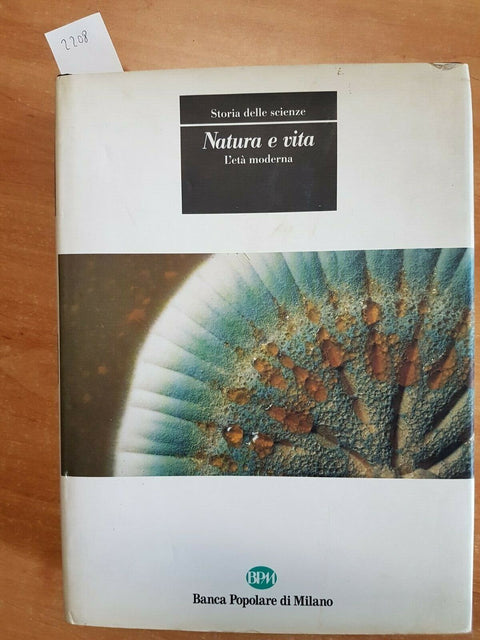 2208
Storia delle scienze
Natura e vita
L'età moderna
BPM
Banca Popolare di Milano